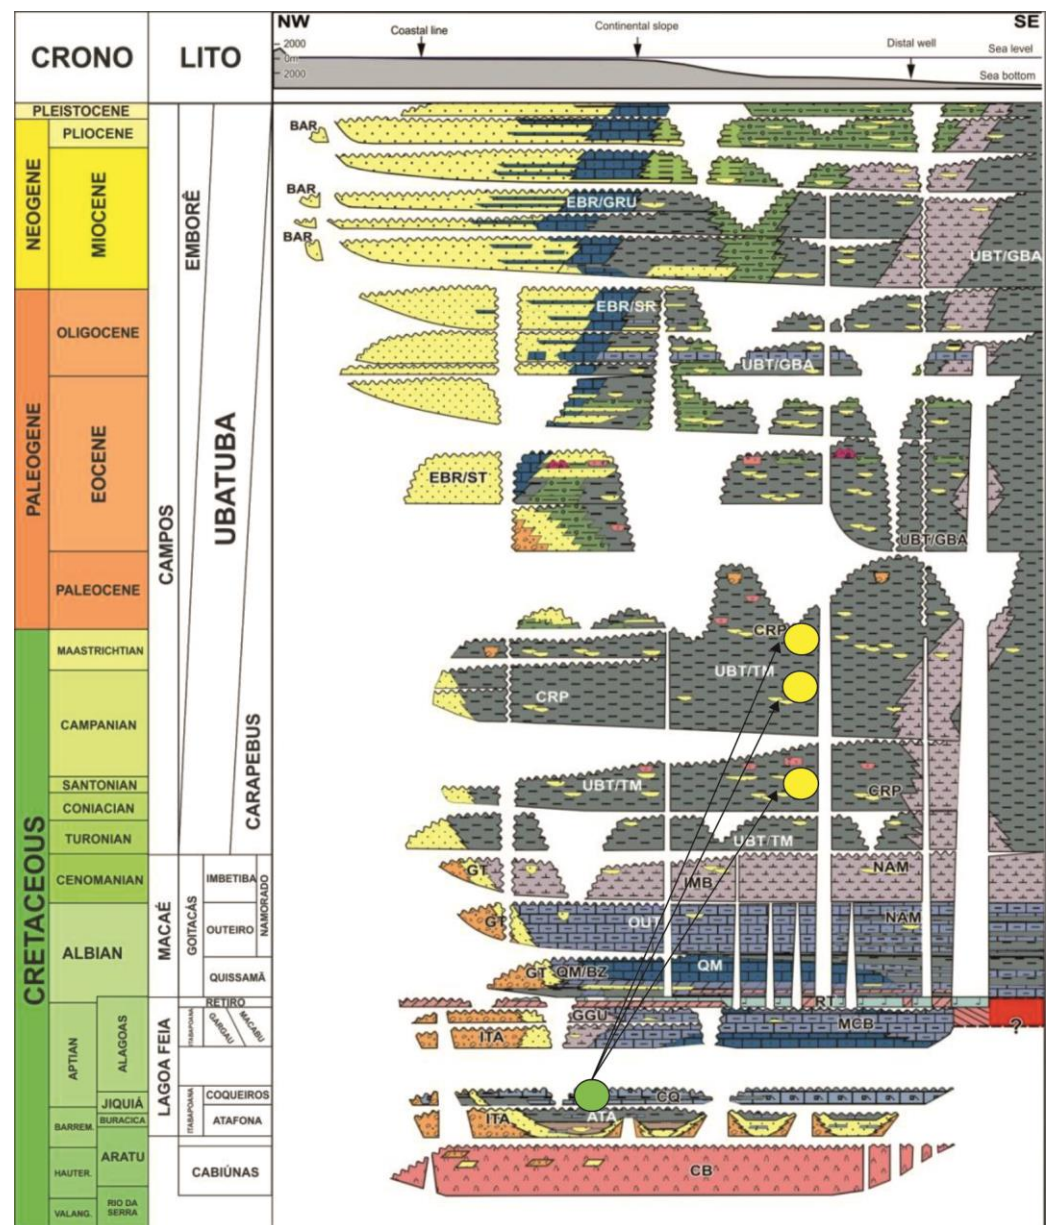 CRONO
LITO
NW
SE
Coastal line
Continental slope
Distal well
2000
0m
2000
Sea level
Sea bottom
PLEISTOCENE
NEOGENE
PLIOCENE
MIOCENE
PALEOGENE
OLIGOCENE
EOCENE
PALEOCENE
CRETACEOUS
MAASTRICHTIAN
CAMPANIAN
SANTONIAN
CONIACIAN
TURONIAN
CENOMANIAN
ALBIAN
APTIAN
ALAGOAS
JIQUIÁ
BARREM.
BURACICA
ARATU
HAUTER.
VALANG.
RIO DA
SERRA
CAMPOS
EMBORÊ
UBATUBA
CARAPEBUS
MACAÉ
GOITACÁS
IMBETIBA
OUTEIRO
NAMORADO
QUISSAMÃ
LAGOA FEIA
RETIRO
ITABAPOANA
GARGAU
MACABU
ITABAPOANA
COQUEIROS
ATAFONA
CABIÚNAS
BAR
BAR
BAR
EBR/GRU
UBT/GBA
EBR/SR
UBT/GBA
EBR/ST
UBT/GBA
CRP
UBT/TM
CRP
UBT/TM
CRP
UBT/TM
GT
IMB
NAM
GT
OUT
NAM
GT
QM/BZ
QM
RT
GGU
ITA
MCB
?
CQ
ITA
ATA
CB